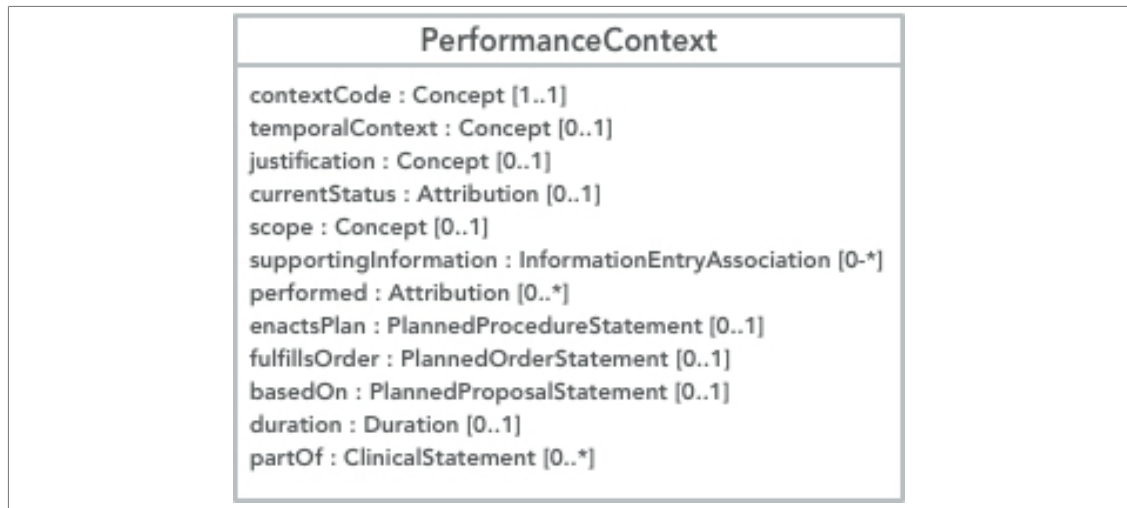 PerformanceContext
contextCode : Concept [1..1]
temporalContext : Concept [0..1]
justification : Concept [0..1]
currentStatus : Attribution [0..1]
scope : Concept [0..1]
supportingInformation : InformationEntryAssociation [0-*]
performed : Attribution [0..*]
enactsPlan : PlannedProcedureStatement [0..1]
fulfillsOrder : PlannedOrderStatement [0..1]
basedOn : PlannedProposalStatement [0..1]
duration : Duration [0..1]
partOf : ClinicalStatement [0..*]